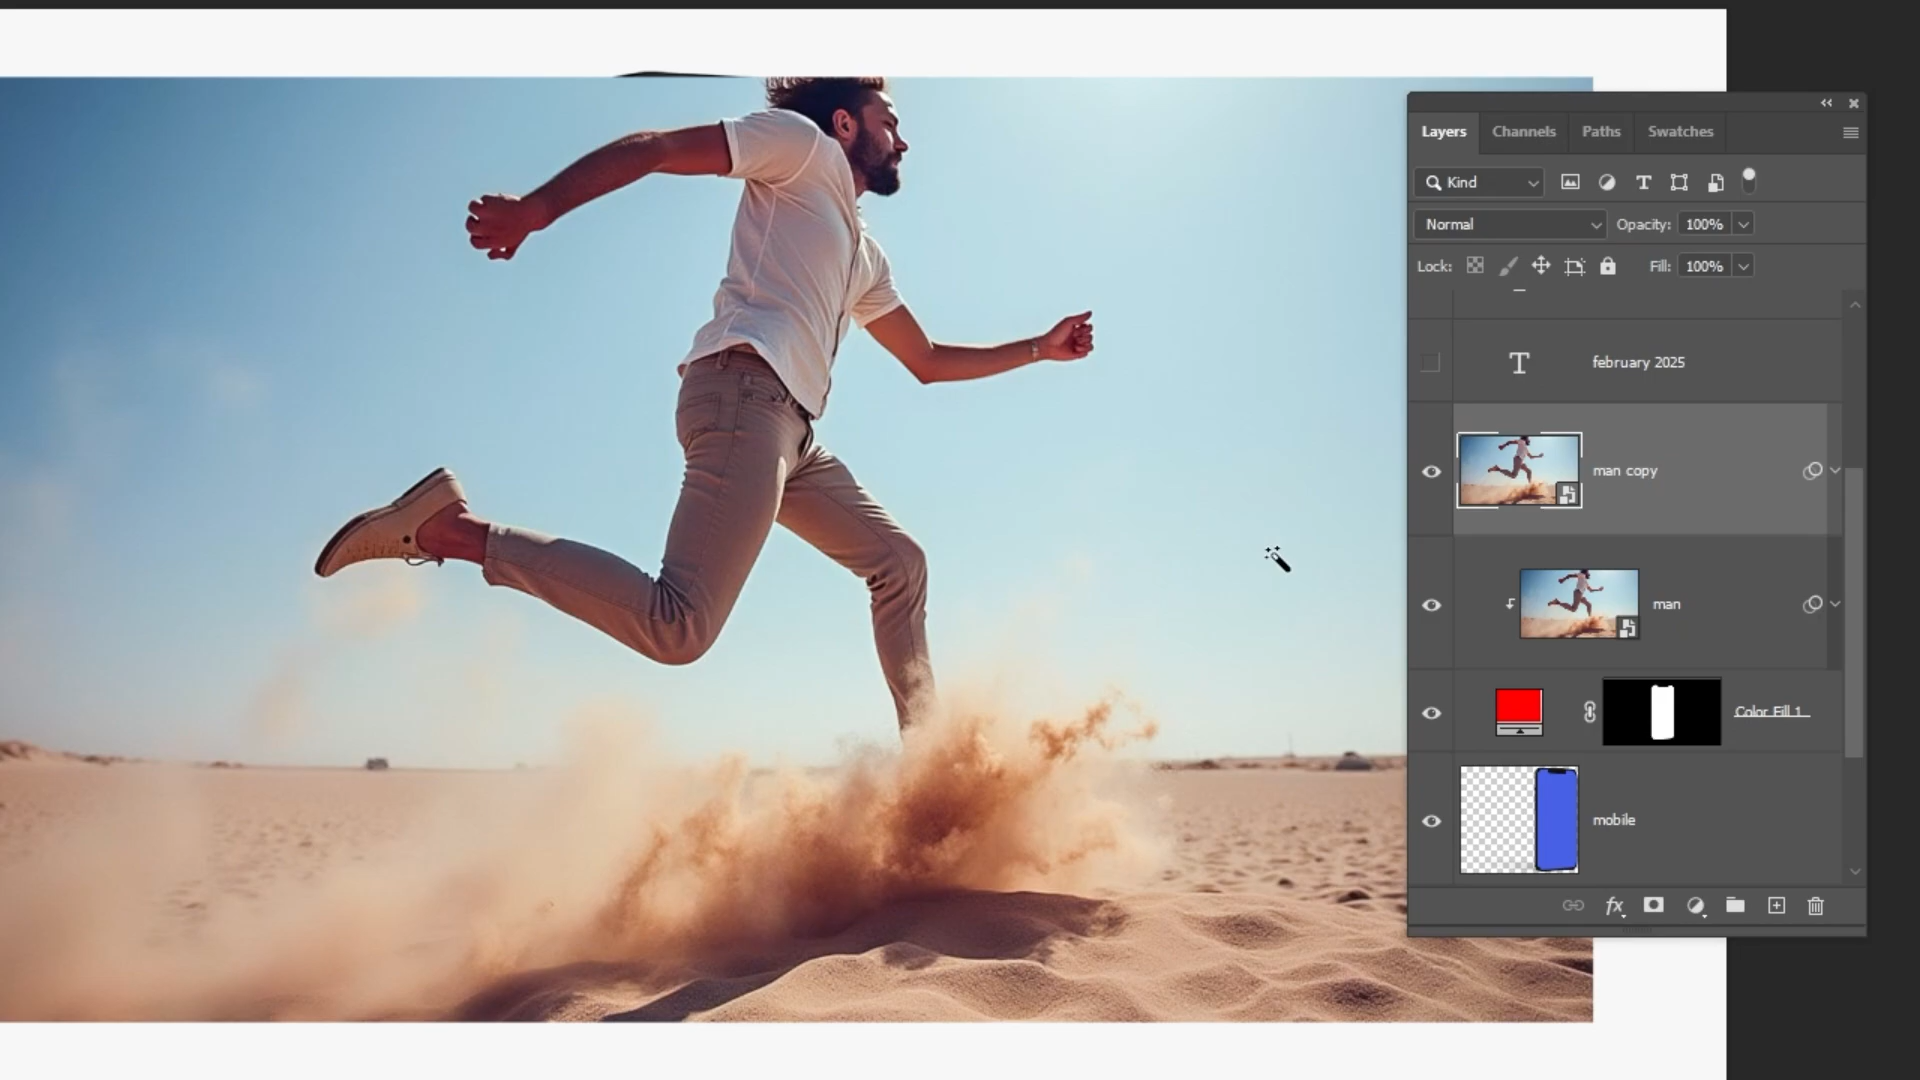 Layers Channels Paths Swatches
Kind
Normal Opacity: 100%
Lock: Fill: 100%
february 2025
man copy
man
Color Fill 1
mobile
fx